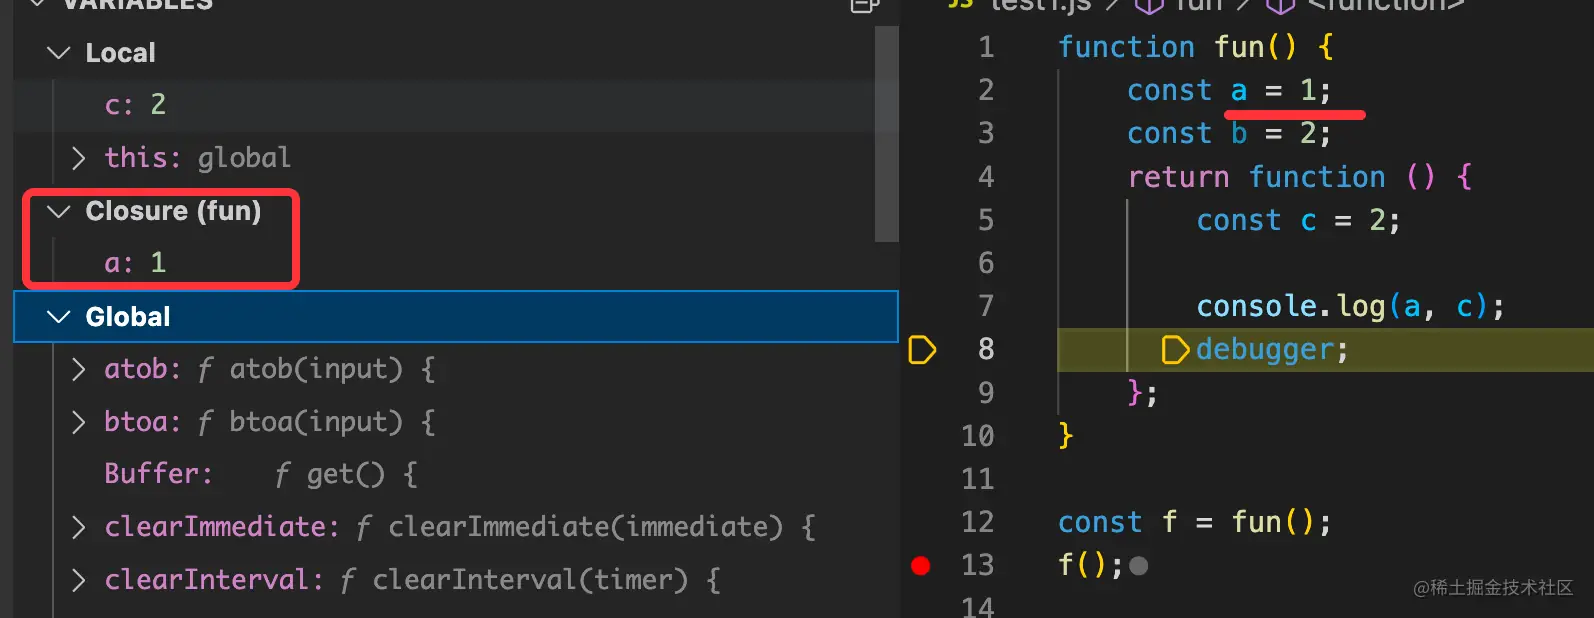 VARIABLES
Local
c: 2
this: global
Closure (fun)
a: 1
Global
atob: ƒ atob(input) {
btoa: ƒ btoa(input) {
Buffer: ƒ get() {
clearImmediate: ƒ clearImmediate(immediate) {
clearInterval: ƒ clearInterval(timer) {
JS test1.js > fun > <function>
1 function fun() {
2 const a = 1;
3 const b = 2;
4 return function () {
5 const c = 2;
6
7 console.log(a, c);
8 debugger;
9 };
10 }
11
12 const f = fun();
13 f();
14
@稀土掘金技术社区